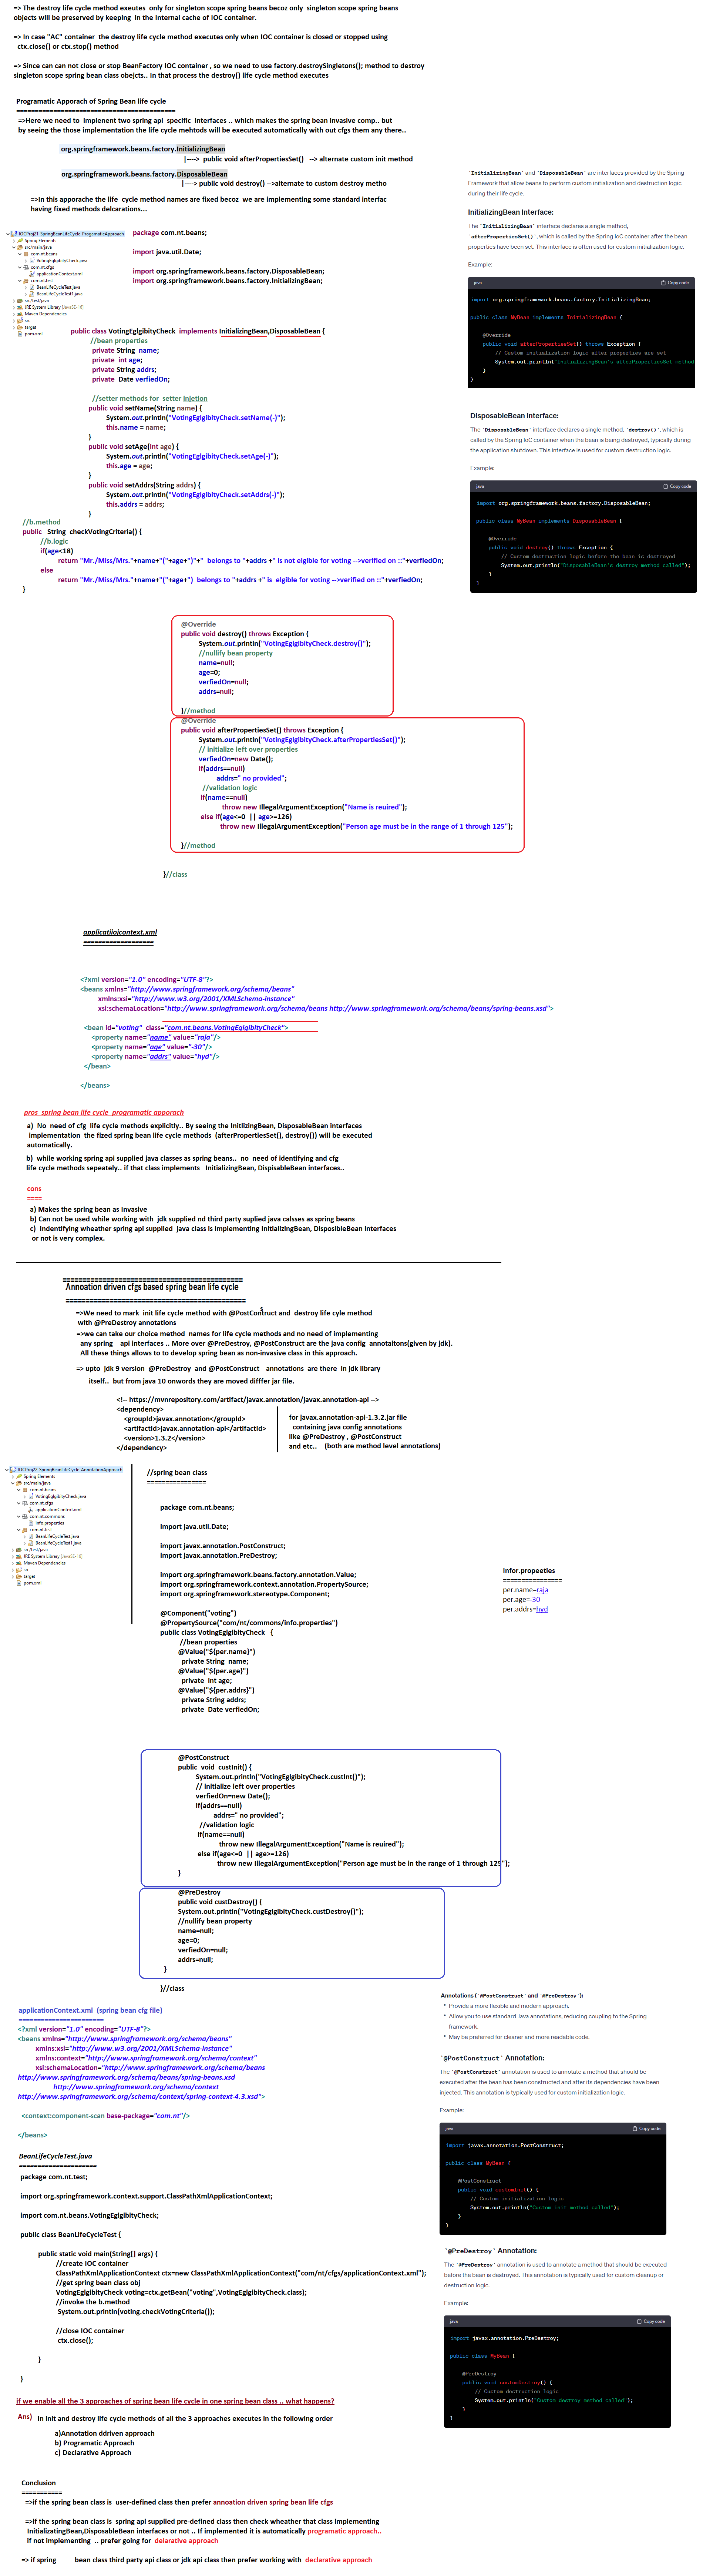 => The destroy life cycle method exeutes  only for singleton scope spring beans becoz only  singleton scope spring beans
objects will be preserved by keeping  in the Internal cache of IOC container.
=> In case "AC" container  the destroy life cycle method executes only when IOC container is closed or stopped using
ctx.close() or ctx.stop() method
=> Since can can not close or stop BeanFactory IOC container , so we need to use factory.destroySingletons(); method to destroy
singleton scope spring bean class obejcts.. In that process the destroy() life cycle method executes
Programatic Apporach of Spring Bean life cycle
============================================
=>Here we need to  implenent two spring api  specific  interfaces .. which makes the spring bean invasive comp.. but
by seeing the those implementation the life cycle mehtods will be executed automatically with out cfgs them any there..
org.springframework.beans.factory.InitializingBean
|----> public void afterPropertiesSet()   --> alternate custom init method
org.springframework.beans.factory.DisposableBean
|----> public void destroy() -->alternate to custom destroy metho
=>In this apporache the life  cycle method names are fixed becoz  we are implementing some standard interfac
having fixed methods delcarations...
IOCProj21-SpringBeanLifeCycle-ProgamaticApproach
Spring Elements
src/main/java
com.nt.beans
VotingEglgibityCheck.java
com.nt.cfgs
applicationContext.xml
com.nt.test
BeanLifeCycleTest.java
BeanLifeCycleTest1.java
src/test/java
JRE System Library [JavaSE-16]
Maven Dependencies
src
target
pom.xml
package com.nt.beans;
import java.util.Date;
import org.springframework.beans.factory.DisposableBean;
import org.springframework.beans.factory.InitializingBean;
public class VotingEglgibityCheck  implements InitializingBean,DisposableBean {
//bean properties
private String  name;
private  int age;
private String addrs;
private  Date verfiedOn;
//setter methods for  setter injetion
public void setName(String name) {
System.out.println("VotingEglgibityCheck.setName(-)");
this.name = name;
}
public void setAge(int age) {
System.out.println("VotingEglgibityCheck.setAge(-)");
this.age = age;
}
public void setAddrs(String addrs) {
System.out.println("VotingEglgibityCheck.setAddrs(-)");
this.addrs = addrs;
}
//b.method
public   String  checkVotingCriteria() {
//b.logic
if(age<18)
return "Mr./Miss/Mrs."+name+"("+age+")"+"  belongs to "+addrs +" is not elgible for voting -->verified on ::"+verfiedOn;
else
return "Mr./Miss/Mrs."+name+"("+age+")  belongs to "+addrs +" is  elgible for voting -->verified on ::"+verfiedOn;
}
@Override
public void destroy() throws Exception {
System.out.println("VotingEglgibityCheck.destroy()");
//nullify bean property
name=null;
age=0;
verfiedOn=null;
addrs=null;
}//method
@Override
public void afterPropertiesSet() throws Exception {
System.out.println("VotingEglgibityCheck.afterPropertiesSet()");
// initialize left over properties
verfiedOn=new Date();
if(addrs==null)
addrs=" no provided";
//validation logic
if(name==null)
throw new IllegalArgumentException("Name is reuired");
else if(age<=0  || age>=126)
throw new IllegalArgumentException("Person age must be in the range of 1 through 125");
}//method
}//class
`InitializingBean` and `DisposableBean` are interfaces provided by the Spring
Framework that allow beans to perform custom initialization and destruction logic
during their life cycle.
InitializingBean Interface:
The `InitializingBean` interface declares a single method,
`afterPropertiesSet()`, which is called by the Spring IoC container after the bean
properties have been set. This interface is often used for custom initialization logic.
Example:
java
Copy code
import org.springframework.beans.factory.InitializingBean;
public class MyBean implements InitializingBean {
@Override
public void afterPropertiesSet() throws Exception {
// Custom initialization logic after properties are set
System.out.println("InitializingBean's afterPropertiesSet method
}
}
DisposableBean Interface:
The `DisposableBean` interface declares a single method, `destroy()`, which is
called by the Spring IoC container when the bean is being destroyed, typically during
the application shutdown. This interface is used for custom destruction logic.
Example:
java
Copy code
import org.springframework.beans.factory.DisposableBean;
public class MyBean implements DisposableBean {
@Override
public void destroy() throws Exception {
// Custom destruction logic before the bean is destroyed
System.out.println("DisposableBean's destroy method called");
}
}
applicatiiojcontext.xml
===================
<?xml version="1.0" encoding="UTF-8"?>
<beans xmlns="http://www.springframework.org/schema/beans"
xmlns:xsi="http://www.w3.org/2001/XMLSchema-instance"
xsi:schemaLocation="http://www.springframework.org/schema/beans http://www.springframework.org/schema/beans/spring-beans.xsd">
<bean id="voting"  class="com.nt.beans.VotingEglgibityCheck">
<property name="name" value="raja"/>
<property name="age" value="-30"/>
<property name="addrs" value="hyd"/>
</bean>
</beans>
pros  spring bean life cycle  programatic apporach
a)  No  need of cfg  life cycle methods explicitly.. By seeing the InitlizingBean, DisposableBean interfaces
implementation  the fized spring bean life cycle methods  (afterPropertiesSet(), destroy()) will be executed
automatically.
b)  while working spring api supplied java classes as spring beans..  no  need of identifying and cfg
life cycle methods sepeately.. if that class implements   InitializingBean, DispisableBean interfaces..
cons
====
a) Makes the spring bean as Invasive
b) Can not be used while working with  jdk supplied nd third party suplied java calsses as spring beans
c)  Indentifying wheather spring api supplied  java class is implementing InitializngBean, DisposibleBean interfaces
or not is very complex.
==============================================
Annoation driven cfgs based spring bean life cycle
==============================================
=>We need to mark  init life cycle method with @PostContruct and  destroy life cyle method
s
with @PreDestroy annotations
=>we can take our choice method  names for life cycle methods and no need of implementing
any spring    api interfaces .. More over @PreDestroy, @PostConstruct are the java config  annotaitons(given by jdk).
All these things allows to to develop spring bean as non-invasive class in this approach.
=> upto  jdk 9 version  @PreDestroy  and @PostConstruct   annotations  are there  in jdk library
itself..  but from java 10 onwords they are moved difffer jar file.
<!-- https://mvnrepository.com/artifact/javax.annotation/javax.annotation-api -->
<dependency>
<groupId>javax.annotation</groupId>
<artifactId>javax.annotation-api</artifactId>
<version>1.3.2</version>
</dependency>
for javax.annotation-api-1.3.2.jar file
containing java config annotations
like @PreDestroy , @PostConstruct
and etc..   (both are method level annotations)
IOCProj22-SpringBeanLifeCycle-AnnotationApproach
Spring Elements
src/main/java
com.nt.beans
VotingEglgibityCheck.java
com.nt.cfgs
applicationContext.xml
com.nt.commons
info.properties
com.nt.test
BeanLifeCycleTest.java
BeanLifeCycleTest1.java
src/test/java
JRE System Library [JavaSE-16]
Maven Dependencies
src
target
pom.xml
//spring bean class
================
package com.nt.beans;
import java.util.Date;
import javax.annotation.PostConstruct;
import javax.annotation.PreDestroy;
import org.springframework.beans.factory.annotation.Value;
import org.springframework.context.annotation.PropertySource;
import org.springframework.stereotype.Component;
@Component("voting")
@PropertySource("com/nt/commons/info.properties")
public class VotingEglgibityCheck   {
//bean properties
@Value("${per.name}")
private String  name;
@Value("${per.age}")
private  int age;
@Value("${per.addrs}")
private String addrs;
private  Date verfiedOn;
Infor.propeeties
================
per.name=raja
per.age=-30
per.addrs=hyd
@PostConstruct
public  void  custInit() {
System.out.println("VotingEglgibityCheck.custInt()");
// initialize left over properties
verfiedOn=new Date();
if(addrs==null)
addrs=" no provided";
//validation logic
if(name==null)
throw new IllegalArgumentException("Name is reuired");
else if(age<=0  || age>=126)
throw new IllegalArgumentException("Person age must be in the range of 1 through 125");
}
@PreDestroy
public void custDestroy() {
System.out.println("VotingEglgibityCheck.custDestroy()");
//nullify bean property
name=null;
age=0;
verfiedOn=null;
addrs=null;
}
}//class
applicationContext.xml  (spring bean cfg file)
=======================
<?xml version="1.0" encoding="UTF-8"?>
<beans xmlns="http://www.springframework.org/schema/beans"
xmlns:xsi="http://www.w3.org/2001/XMLSchema-instance"
xmlns:context="http://www.springframework.org/schema/context"
xsi:schemaLocation="http://www.springframework.org/schema/beans
http://www.springframework.org/schema/beans/spring-beans.xsd
http://www.springframework.org/schema/context
http://www.springframework.org/schema/context/spring-context-4.3.xsd">
<context:component-scan base-package="com.nt"/>
</beans>
BeanLifeCycleTest.java
=====================
package com.nt.test;
import org.springframework.context.support.ClassPathXmlApplicationContext;
import com.nt.beans.VotingEglgibityCheck;
public class BeanLifeCycleTest {
public static void main(String[] args) {
//create IOC container
ClassPathXmlApplicationContext ctx=new ClassPathXmlApplicationContext("com/nt/cfgs/applicationContext.xml");
//get spring bean class obj
VotingEglgibityCheck voting=ctx.getBean("voting",VotingEglgibityCheck.class);
//invoke the b.method
System.out.println(voting.checkVotingCriteria());
//close IOC container
ctx.close();
}
}
Annotations (`@PostConstruct` and `@PreDestroy`):
• Provide a more flexible and modern approach.
• Allow you to use standard Java annotations, reducing coupling to the Spring
framework.
• May be preferred for cleaner and more readable code.
`@PostConstruct` Annotation:
The `@PostConstruct` annotation is used to annotate a method that should be
executed after the bean has been constructed and after its dependencies have been
injected. This annotation is typically used for custom initialization logic.
Example:
java
Copy code
import javax.annotation.PostConstruct;
public class MyBean {
@PostConstruct
public void customInit() {
// Custom initialization logic
System.out.println("Custom init method called");
}
}
`@PreDestroy` Annotation:
The `@PreDestroy` annotation is used to annotate a method that should be executed
before the bean is destroyed. This annotation is typically used for custom cleanup or
destruction logic.
Example:
java
Copy code
import javax.annotation.PreDestroy;
public class MyBean {
@PreDestroy
public void customDestroy() {
// Custom destruction logic
System.out.println("Custom destroy method called");
}
}
if we enable all the 3 approaches of spring bean life cycle in one spring bean class .. what happens?
Ans)   In init and destroy life cycle methods of all the 3 approaches executes in the following order
a)Annotation ddriven approach
b) Programatic Approach
c) Declarative Approach
Conclusion
===========
=>if the spring bean class is  user-defined class then prefer annoation driven spring bean life cfgs
=>if the spring bean class is  spring api supplied pre-defined class then check wheather that class implementing
InitializatingBean,DisposableBean interfaces or not .. If implemented it is automatically programatic approach..
if not implementing  .. prefer going for  delarative approach
=> if spring        bean class third party api class or jdk api class then prefer working with  declarative approach